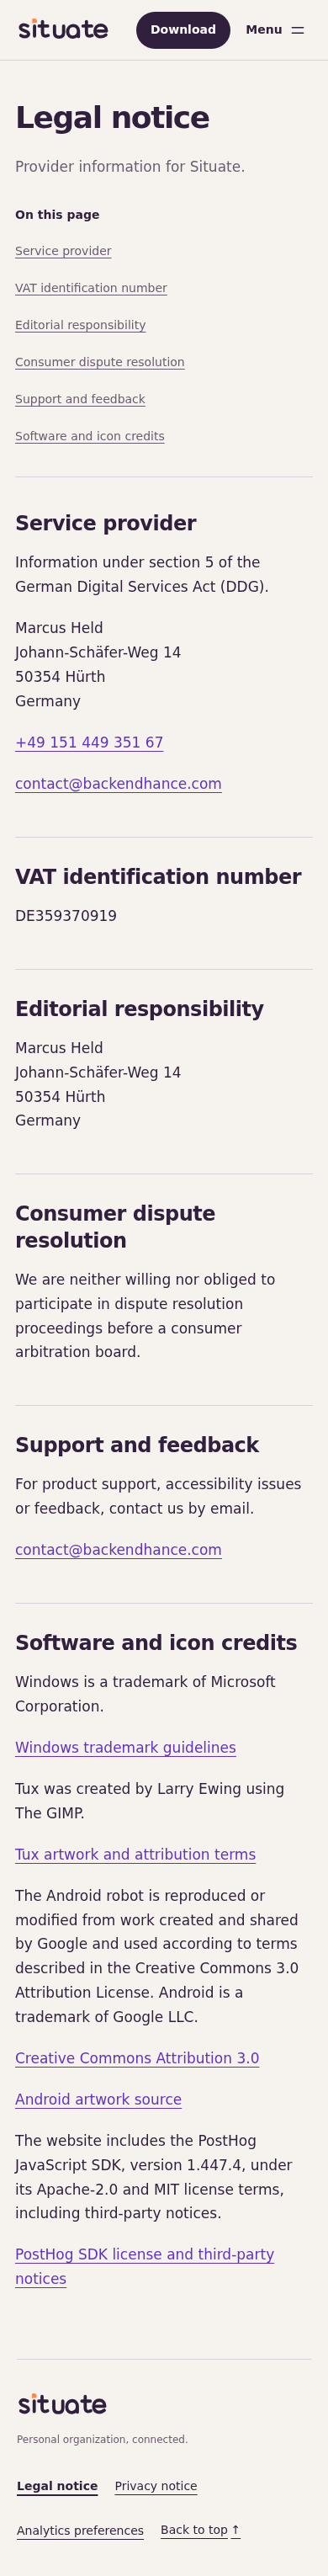 situate
Download
Menu
Legal notice
Provider information for Situate.
On this page
Service provider
VAT identification number
Editorial responsibility
Consumer dispute resolution
Support and feedback
Software and icon credits
Service provider
Information under section 5 of the
German Digital Services Act (DDG).
Marcus Held
Johann-Schäfer-Weg 14
50354 Hürth
Germany
+49 151 449 351 67
contact@backendhance.com
VAT identification number
DE359370919
Editorial responsibility
Marcus Held
Johann-Schäfer-Weg 14
50354 Hürth
Germany
Consumer dispute
resolution
We are neither willing nor obliged to
participate in dispute resolution
proceedings before a consumer
arbitration board.
Support and feedback
For product support, accessibility issues
or feedback, contact us by email.
contact@backendhance.com
Software and icon credits
Windows is a trademark of Microsoft
Corporation.
Windows trademark guidelines
Tux was created by Larry Ewing using
The GIMP.
Tux artwork and attribution terms
The Android robot is reproduced or
modified from work created and shared
by Google and used according to terms
described in the Creative Commons 3.0
Attribution License. Android is a
trademark of Google LLC.
Creative Commons Attribution 3.0
Android artwork source
The website includes the PostHog
JavaScript SDK, version 1.447.4, under
its Apache-2.0 and MIT license terms,
including third-party notices.
PostHog SDK license and third-party
notices
situate
Personal organization, connected.
Legal notice Privacy notice
Analytics preferences Back to top ↑